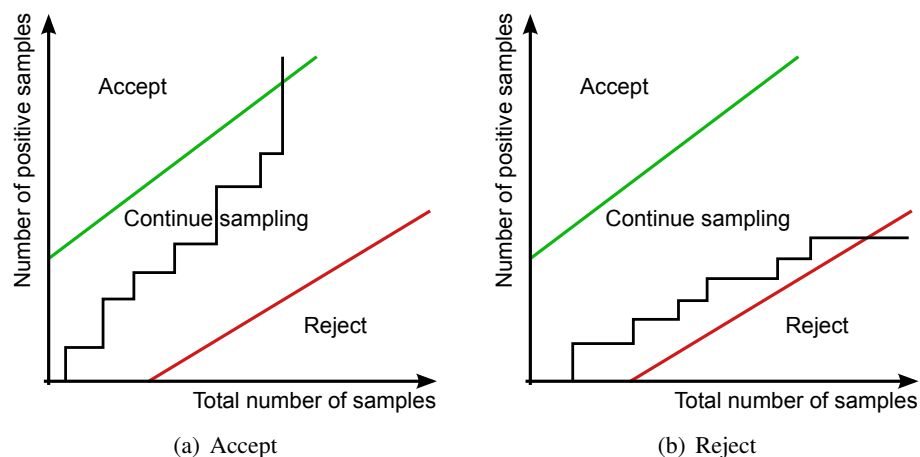 Number of positive samples
Accept
Continue sampling
Reject
Total number of samples
(a) Accept
Number of positive samples
Accept
Continue sampling
Reject
Total number of samples
(b) Reject